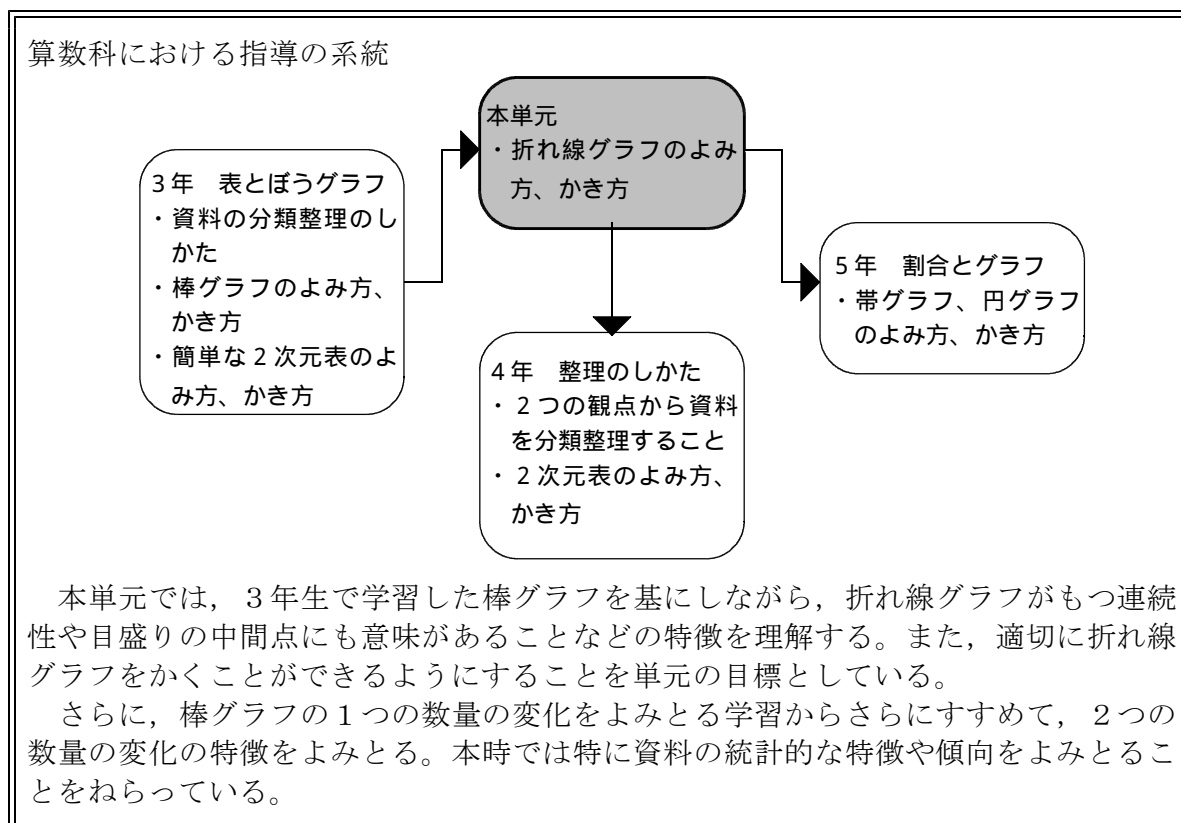 算数科における指導の系統
本単元
・折れ線グラフのよみ
方、かき方
3年　表とぼうグラフ
・資料の分類整理のし
かた
・棒グラフのよみ方、
かき方
・簡単な2次元表のよ
み方、かき方
5年　割合とグラフ
・帯グラフ、円グラフ
のよみ方、かき方
4年　整理のしかた
・2つの観点から資料
を分類整理すること
・2次元表のよみ方、
かき方
　本単元では，３年生で学習した棒グラフを基にしながら，折れ線グラフがもつ連続
性や目盛りの中間点にも意味があることなどの特徴を理解する。また，適切に折れ線
グラフをかくことができるようにすることを単元の目標としている。
　さらに，棒グラフの１つの数量の変化をよみとる学習からさらにすすめて，２つの
数量の変化の特徴をよみとる。本時では特に資料の統計的な特徴や傾向をよみとるこ
とをねらっている。